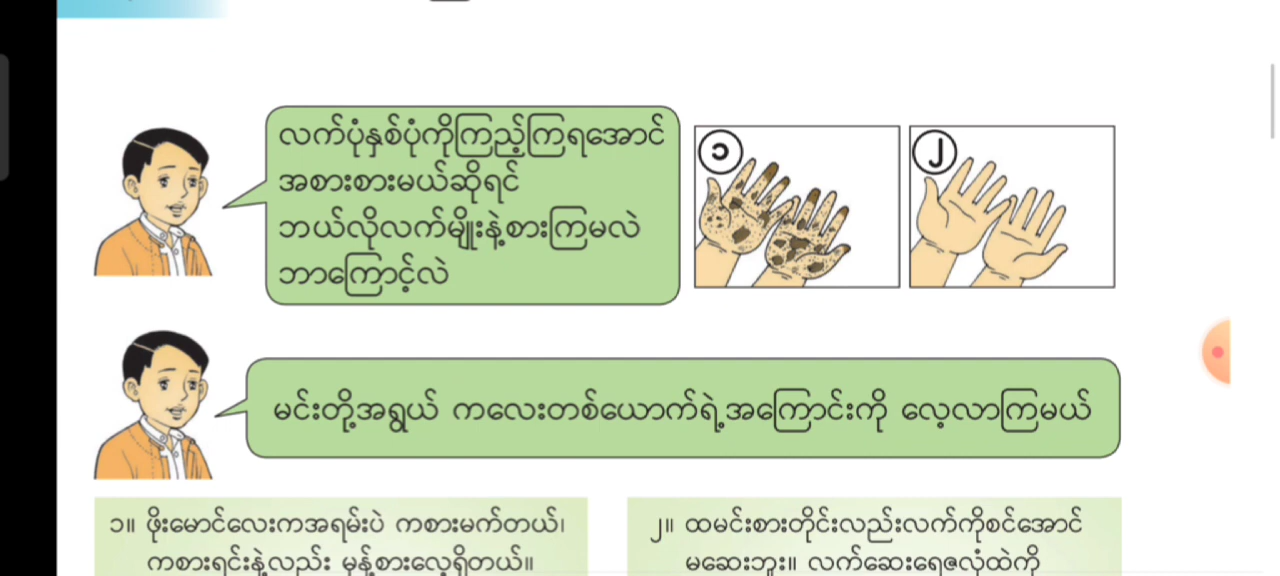 လက်ပုံနှစ်ပုံကိုကြည့်ကြရအောင်
အစားစားမယ်ဆိုရင်
ဘယ်လိုလက်မျိုးနဲ့စားကြမလဲ
ဘာကြောင့်လဲ
၁
၂
မင်းတို့အရွယ် ကလေးတစ်ယောက်ရဲ့အကြောင်းကို လေ့လာကြမယ်
၁။ ဖိုးမောင်လေးကအရမ်းပဲ ကစားမက်တယ်၊
ကစားရင်းနဲ့လည်း မုန့်စားလေ့ရှိတယ်။
၂။ ထမင်းစားတိုင်းလည်းလက်ကိုစင်အောင်
မဆေးဘူး။ လက်ဆေးရေဇလုံထဲကို